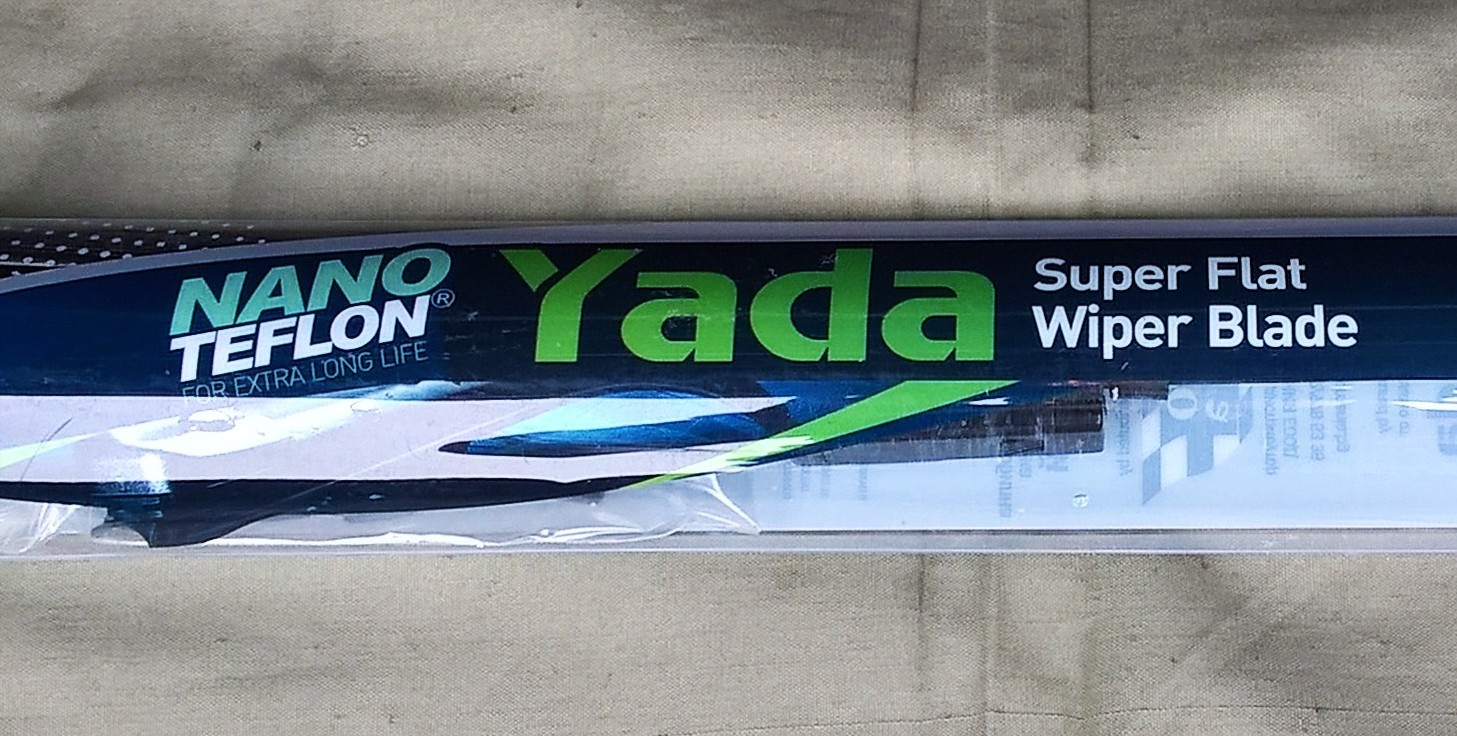 NANO
TEFLON®
FOR EXTRA LONG LIFE
Yada
Super Flat
Wiper Blade